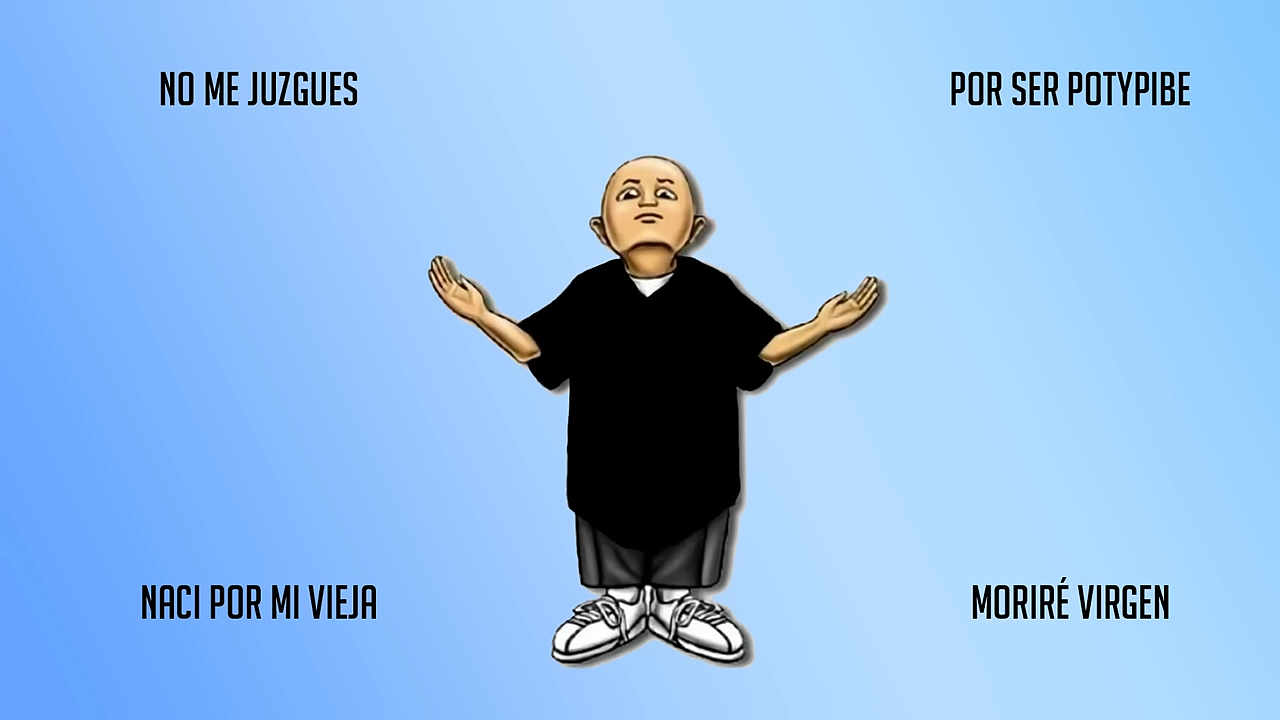 NO ME JUZGUES
POR SER POTYPIBE
NACI POR MI VIEJA
MORIRÉ VIRGEN